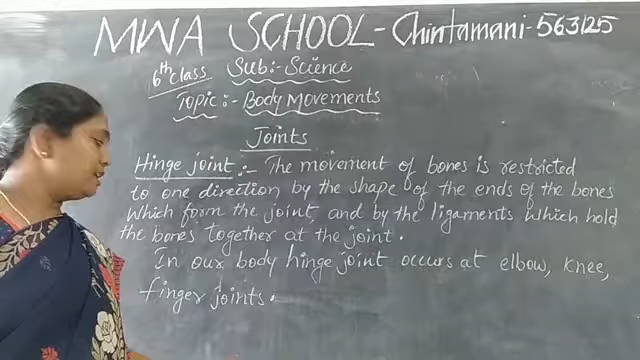 MWA SCHOOL - Chintamani - 563125
6th class Sub:- Science
Topic:- Body Movements
Joints
Hinge joint:- The movement of bones is restricted
to one direction by the shape of the ends of the bones
which form the joint, and by the ligaments which hold
the bones together at the joint.
In our body hinge joint occurs at elbow, knee,
finger joints.